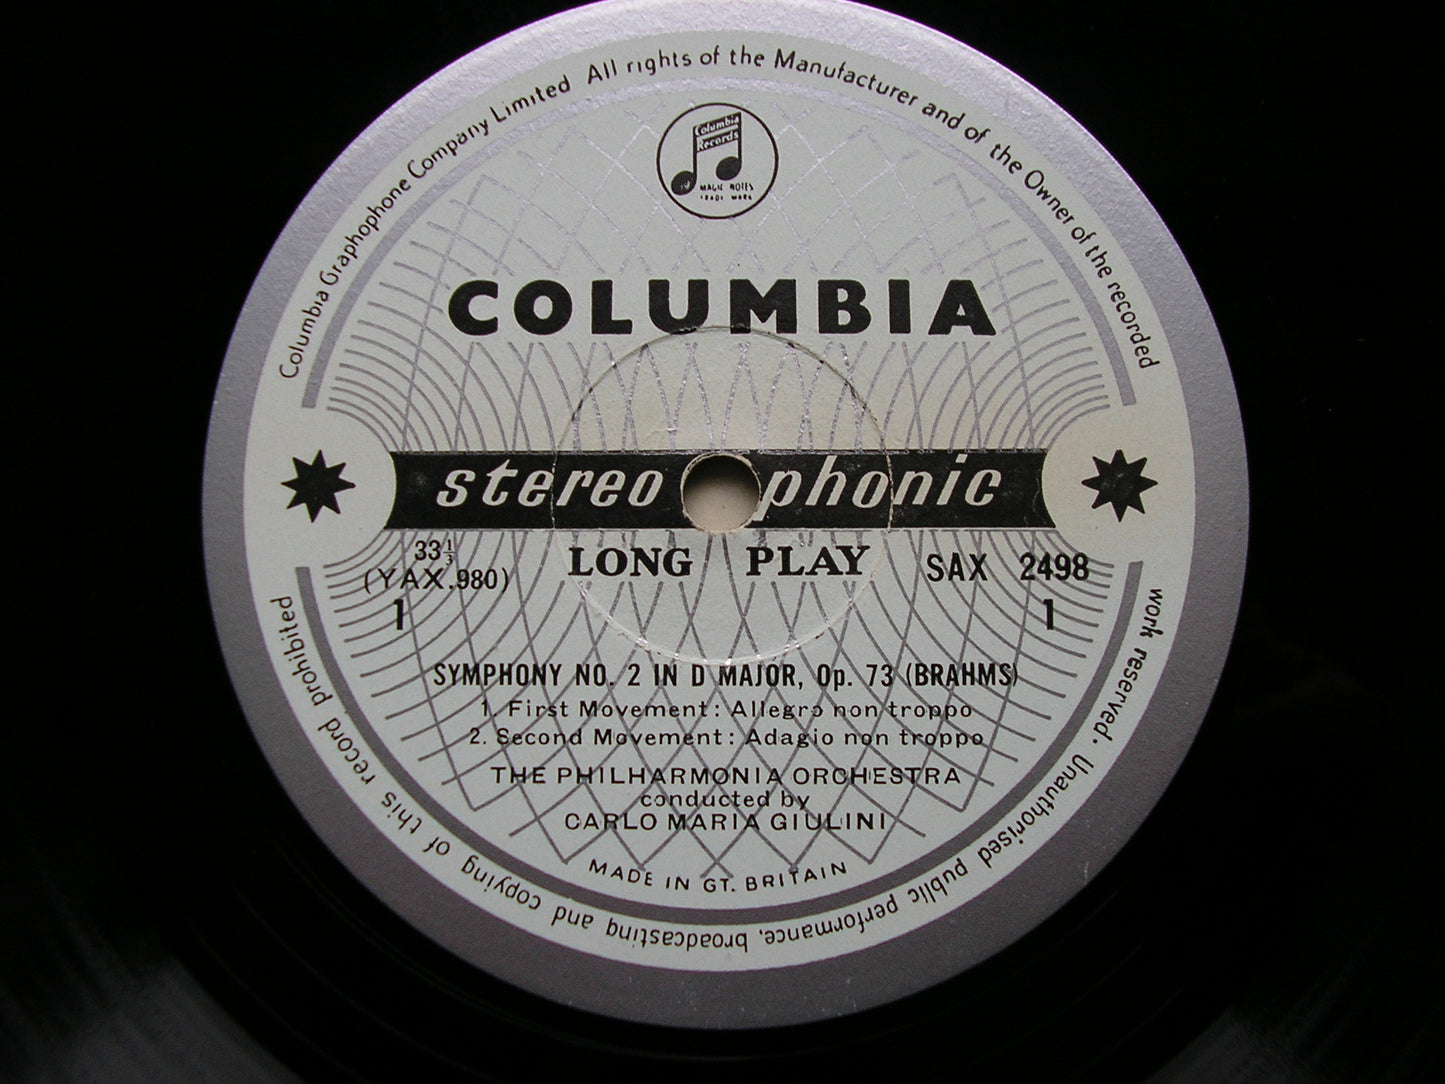 Columbia Graphophone Company Limited All rights of the Manufacturer and of the Owner of the recorded
work reserved. Unauthorised public performance, broadcasting and copying of this record prohibited
Columbia
Records
MAGIC NOTES
TRADE MARK
COLUMBIA
stereophonic
33⅓ LONG PLAY SAX 2498
(YAX.980)
1 1
SYMPHONY NO. 2 IN D MAJOR, Op. 73 (BRAHMS)
1. First Movement: Allegro non troppo
2. Second Movement: Adagio non troppo
THE PHILHARMONIA ORCHESTRA
conducted by
CARLO MARIA GIULINI
MADE IN GT. BRITAIN